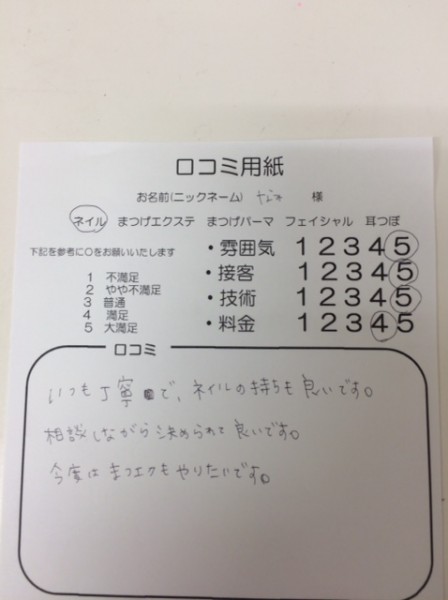 口コミ用紙
お名前(ニックネーム) 様
ネイル まつげエクステ まつげパーマ フェイシャル 耳つぼ
下記を参考に〇をお願いいたします
1 不満足
2 やや不満足
3 普通
4 満足
5 大満足
・雰囲気 1 2 3 4 5
・接客 1 2 3 4 5
・技術 1 2 3 4 5
・料金 1 2 3 4 5
口コミ
いつも丁寧で、ネイルの持ちも良いです。
相談しながら決められて良いです。
今度はまつエクもやりたいです。